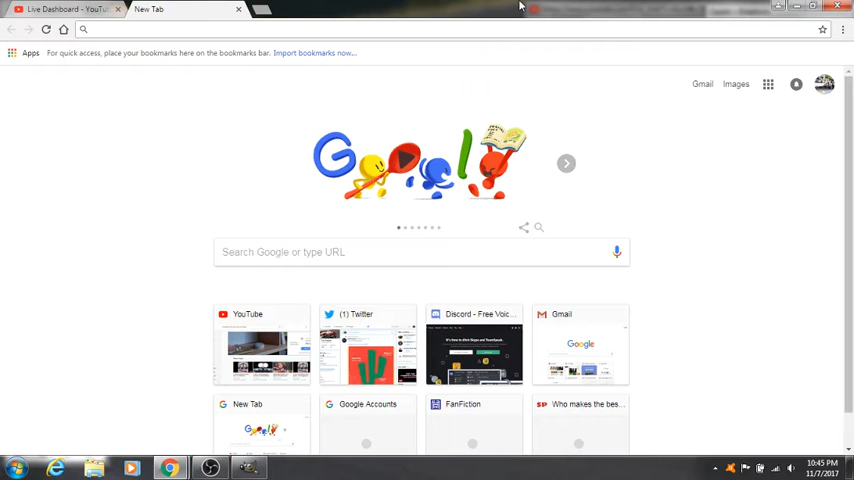 Live Dashboard - YouTu
New Tab
Apps
For quick access, place your bookmarks here on the bookmarks bar. Import bookmarks now...
Gmail Images
Search Google or type URL
YouTube
(1) Twitter
Discord - Free Voic...
Gmail
New Tab
Google Accounts
FanFiction
SP Who makes the bes...
10:45 PM
11/7/2017